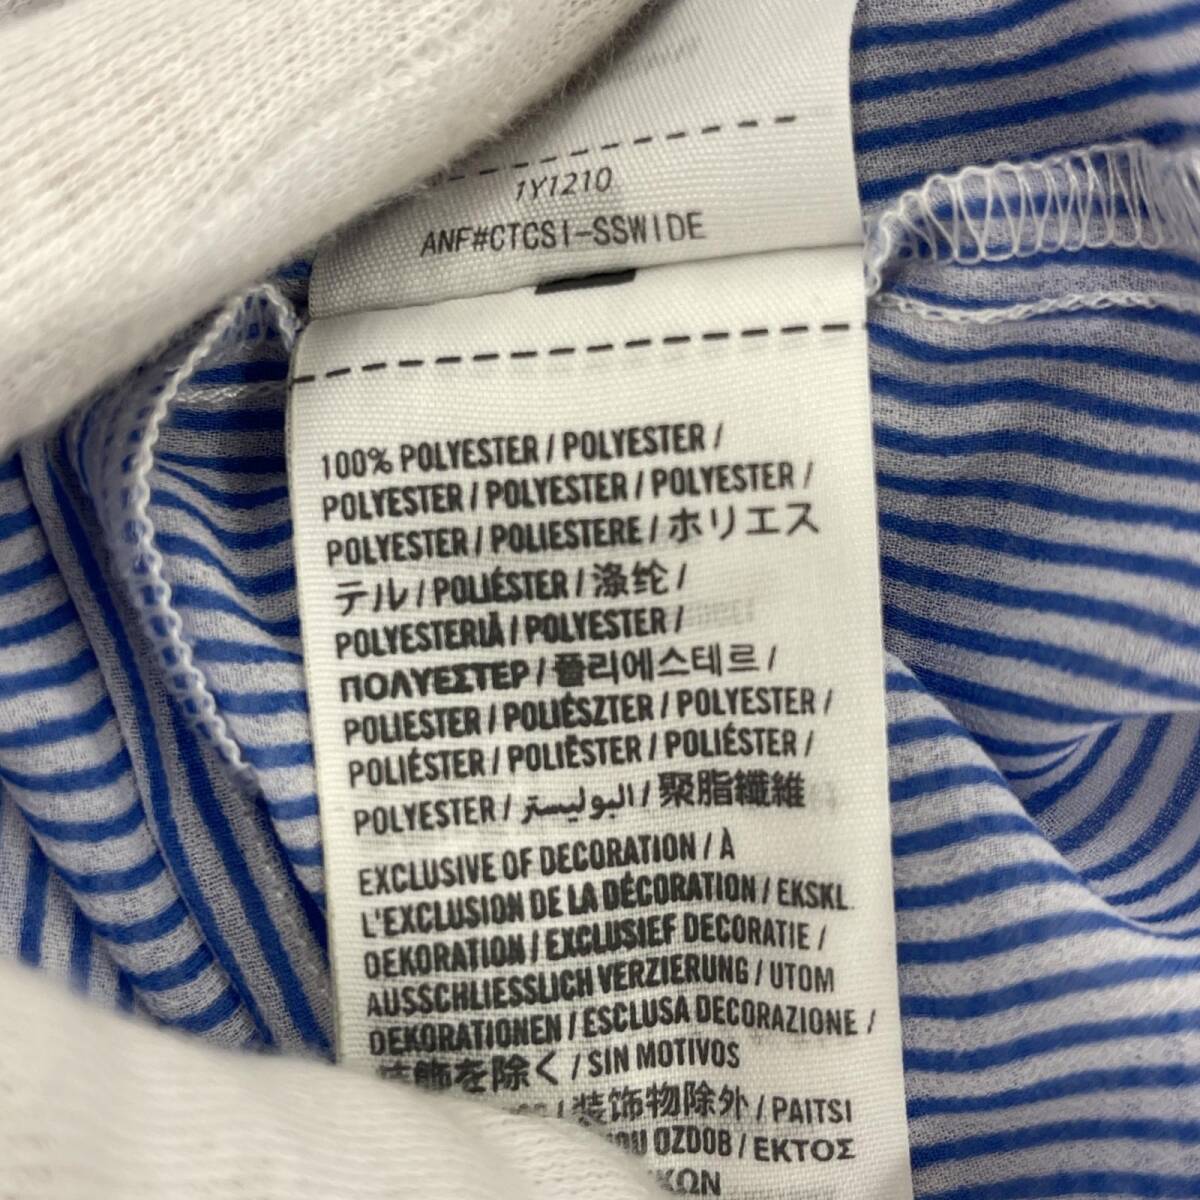 1Y1210
ANF#CTCSI-SSWIDE
100% POLYESTER / POLYESTER /
POLYESTER / POLYESTER / POLYESTER /
POLYESTER / POLIESTERE / ホリエス
テル / POLIÉSTER / 涤纶 /
POLYESTERIÄ / POLYESTER /
ΠΟΛΥΕΣΤΕΡ / 폴리에스테르 /
POLIESTER / POLIÉSZTER / POLYESTER /
POLIÉSTER / POLIÉSTER / POLIÉSTER /
POLYESTER / البوليستر / 聚脂纖維
EXCLUSIVE OF DECORATION / À
L'EXCLUSION DE LA DÉCORATION / EKSKL
DEKORATION / EXCLUSIEF DECORATIE /
AUSSCHLIESSLICH VERZIERUNG / UTOM
DEKORATIONEN / ESCLUSA DECORAZIONE /
装飾を除く / SIN MOTIVOS
/ 装饰物除外 / PAITSI
OZDOB / ΕΚΤΟΣ